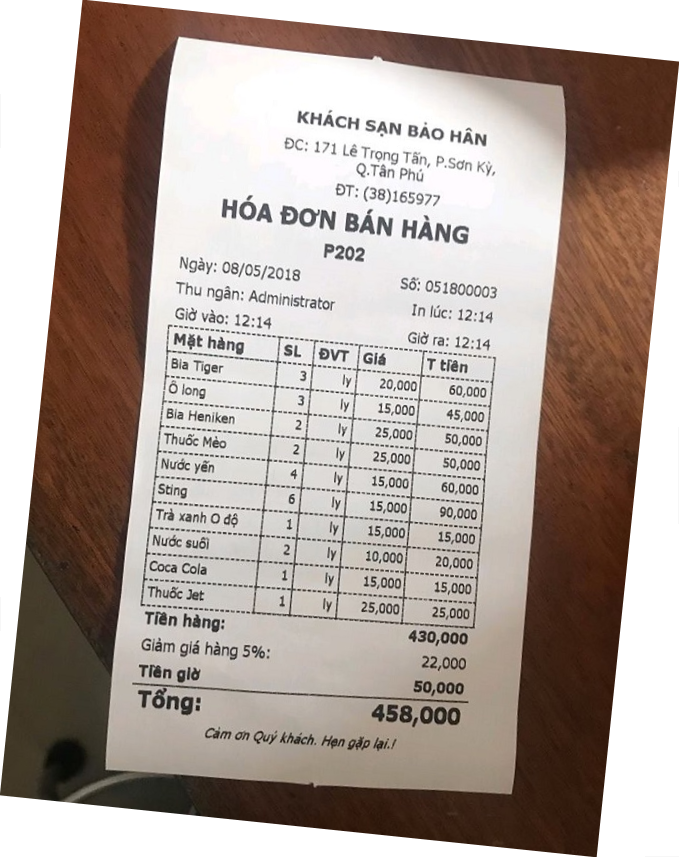 KHÁCH SẠN BẢO HÂN
ĐC: 171 Lê Trọng Tấn, P.Sơn Kỳ,
Q.Tân Phú
ĐT: (38)165977
HÓA ĐƠN BÁN HÀNG
P202
Ngày: 08/05/2018 Số: 051800003
Thu ngân: Administrator In lúc: 12:14
Giờ vào: 12:14 Giờ ra: 12:14
Mặt hàng SL ĐVT Giá T tiền
Bia Tiger 3 ly 20,000 60,000
Ô long 3 ly 15,000 45,000
Bia Heniken 2 ly 25,000 50,000
Thuốc Mèo 2 ly 25,000 50,000
Nước yến 4 ly 15,000 60,000
Sting 6 ly 15,000 90,000
Trà xanh O độ 1 ly 15,000 15,000
Nước suối 2 ly 10,000 20,000
Coca Cola 1 ly 15,000 15,000
Thuốc Jet 1 ly 25,000 25,000
Tiền hàng: 430,000
Giảm giá hàng 5%: 22,000
Tiền giờ 50,000
Tổng: 458,000
Cảm ơn Quý khách. Hẹn gặp lại.!